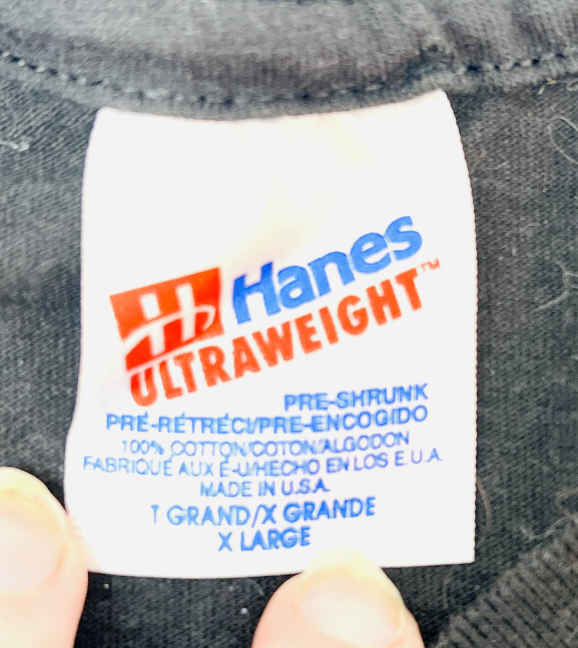 H Hanes
ULTRAWEIGHT™
PRE-SHRUNK
PRÉ-RÉTRÉCI/PRE-ENCOGIDO
100% COTTON/COTON/ALGODON
FABRIQUÉ AUX É-U/HECHO EN LOS E.U.A.
MADE IN U.S.A.
T GRAND/X GRANDE
X LARGE